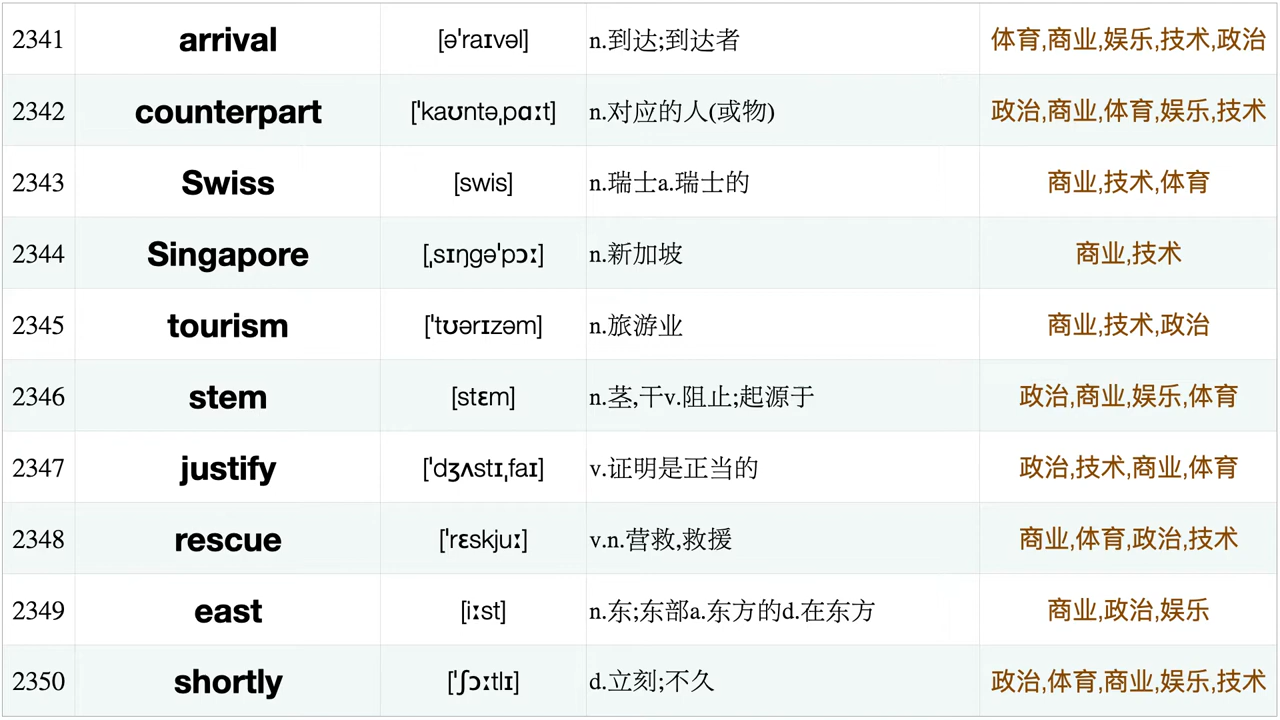 2341 arrival [əˈraɪvəl] n.到达;到达者 体育,商业,娱乐,技术,政治
2342 counterpart [ˈkaʊntəˌpɑːt] n.对应的人(或物) 政治,商业,体育,娱乐,技术
2343 Swiss [swis] n.瑞士a.瑞士的 商业,技术,体育
2344 Singapore [ˌsɪŋgəˈpɔː] n.新加坡 商业,技术
2345 tourism [ˈtʊərɪzəm] n.旅游业 商业,技术,政治
2346 stem [stɛm] n.茎,干v.阻止;起源于 政治,商业,娱乐,体育
2347 justify [ˈdʒʌstɪˌfaɪ] v.证明是正当的 政治,技术,商业,体育
2348 rescue [ˈrɛskjuː] v.n.营救,救援 商业,体育,政治,技术
2349 east [iːst] n.东;东部a.东方的d.在东方 商业,政治,娱乐
2350 shortly [ˈʃɔːtlɪ] d.立刻;不久 政治,体育,商业,娱乐,技术